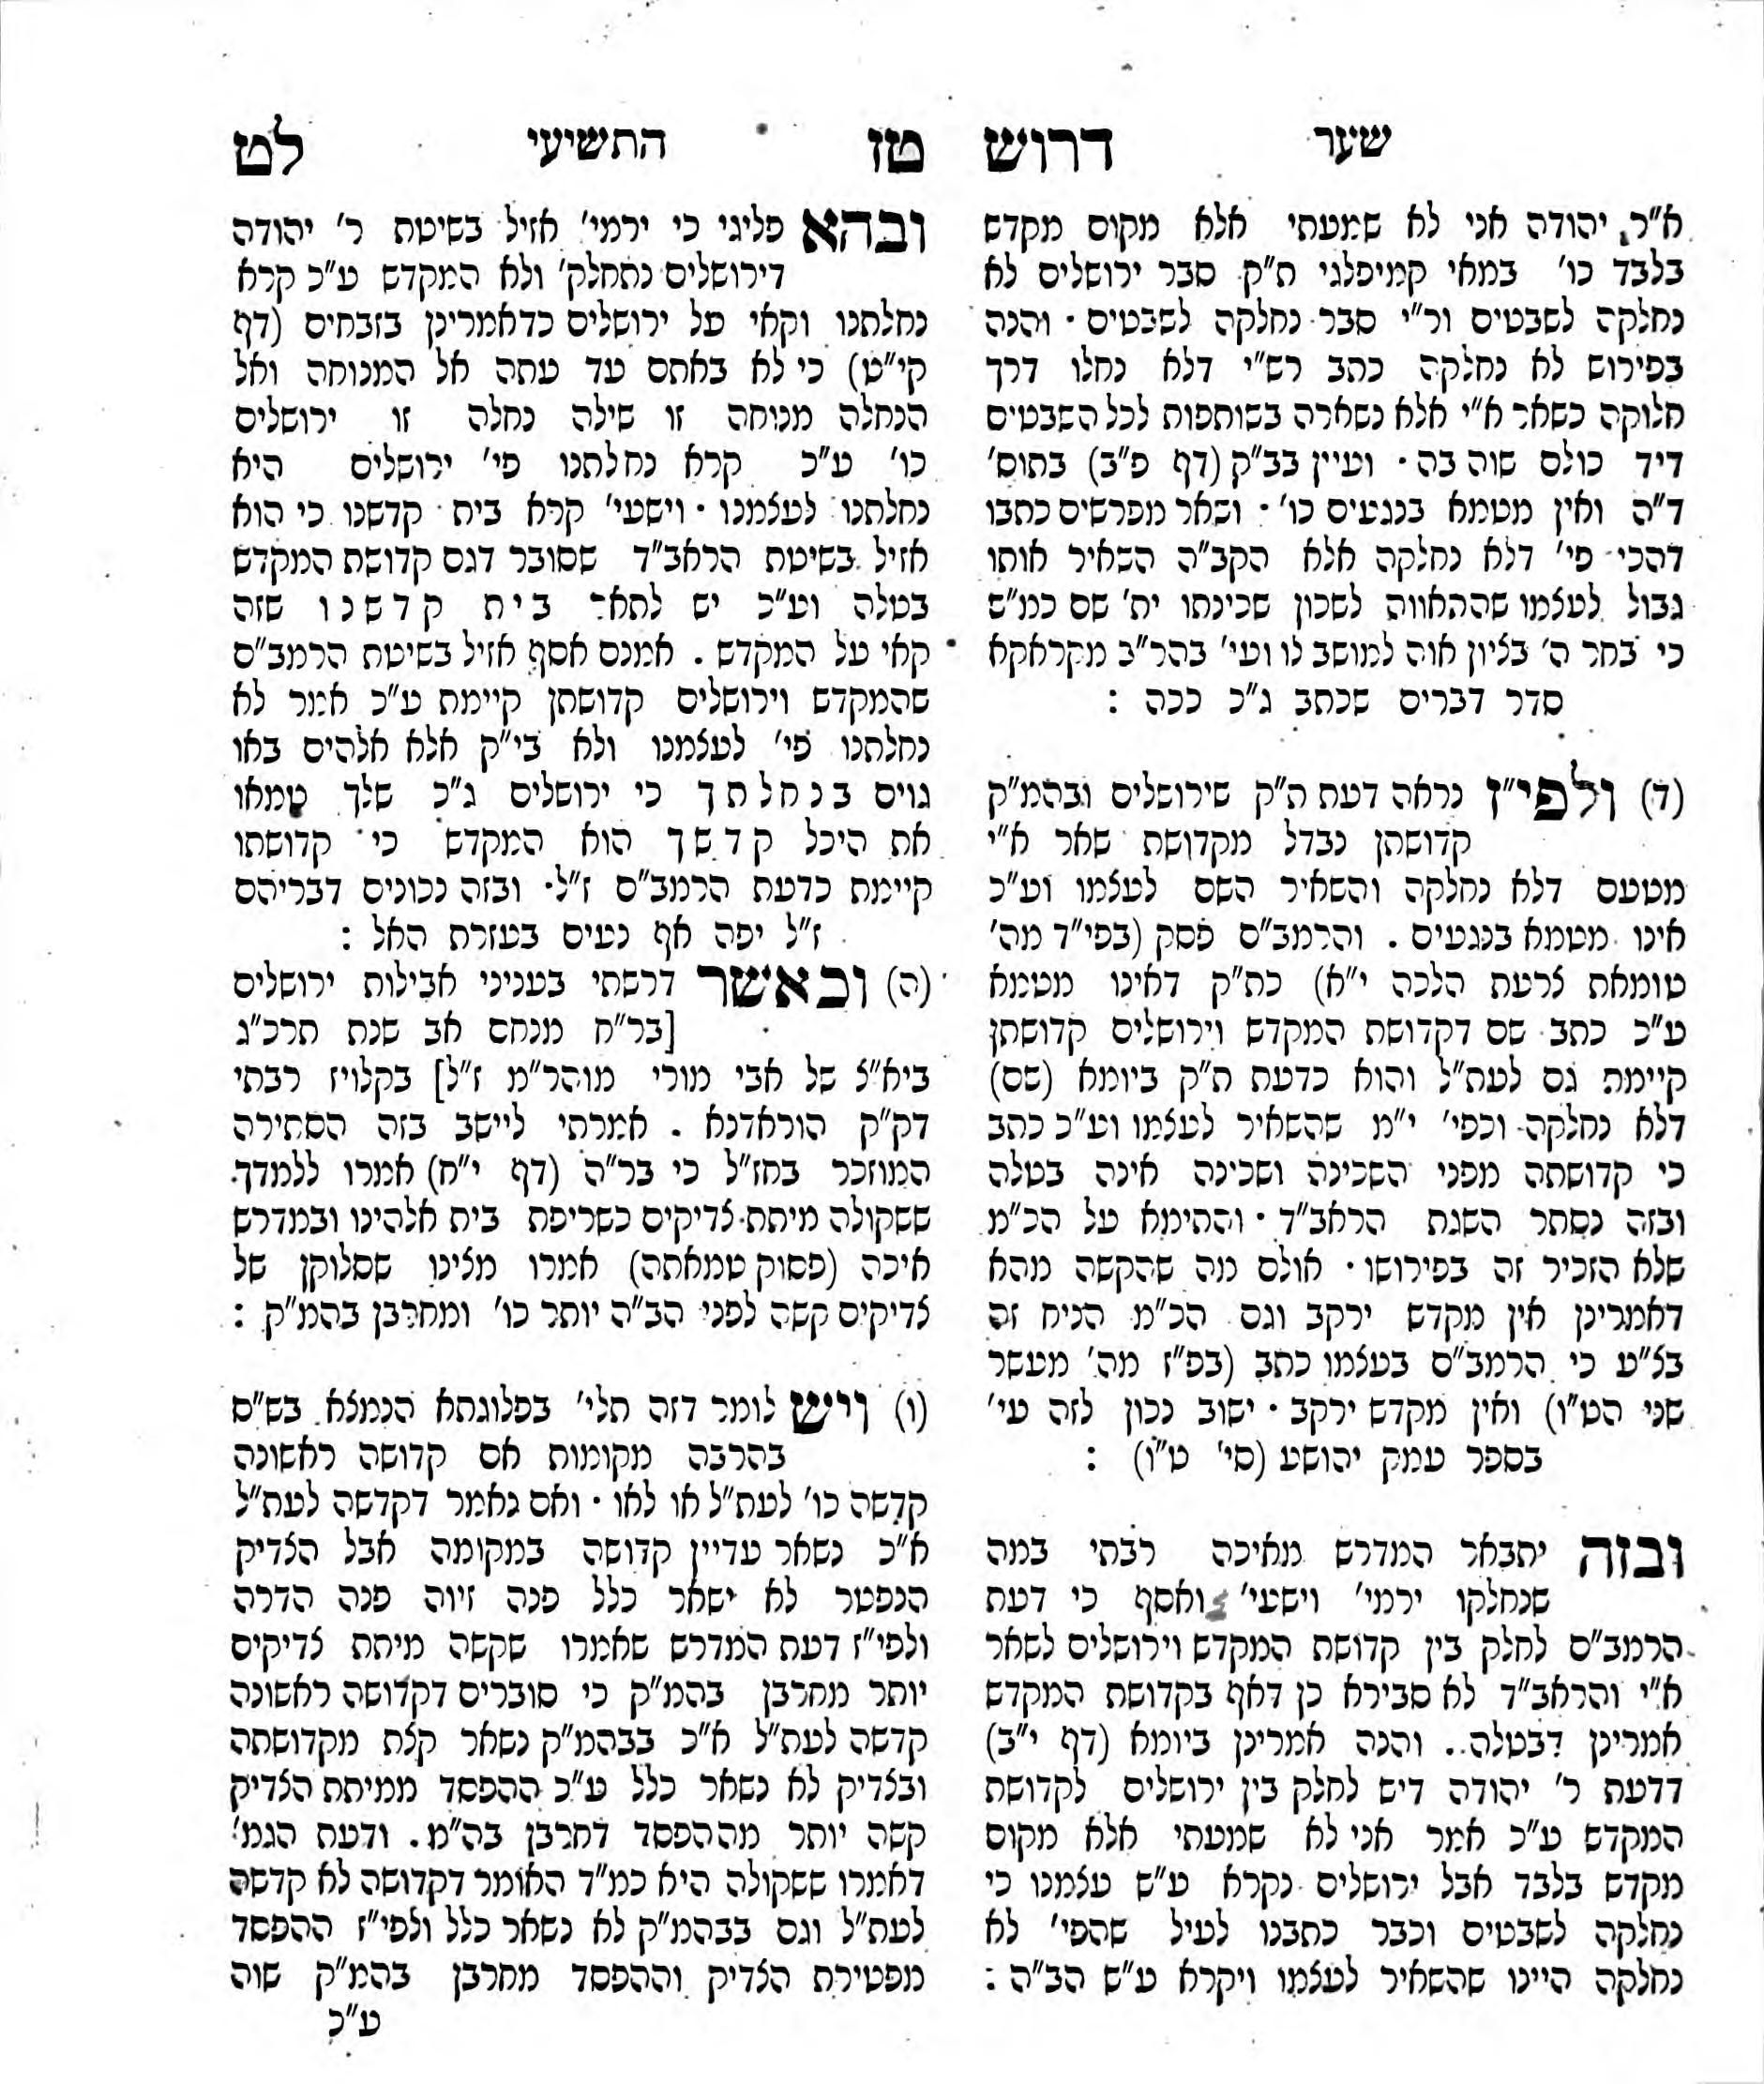 שער דרוש טז התשיעי לט
א"ר יהודה אני לא שמעתי אלא מקום מקדש
בלבד כו' במאי קמיפלגי ת"ק סבר ירושלים לא
נחלקה לשבטים ור"י סבר נחלקה לשבטים · והנה
בפירוש לא נחלקה כתב רש"י דלא נחלו דרך
חלוקה כשאר א"י אלא נשארה בשותפות לכל השבטים
דיד כולם שוה בה · ועיין בב"ק (דף פ"ב) בתוס'
ד"ה ואין מטמא בנגעים כו' · ושאר מפרשים כתבו
דהכי פי' דלא נחלקה אלא הקב"ה השאיר אותו
גבול לעצמו שההאווה לשכון שכינתו ית' שם כמ"ש
כי בחר ה' בציון אוה למושב לו ועי' בהר"ב מקראקא
סדר דברים שכתב ג"כ ככה :
(ד) ולפי"ז נראה דעת ת"ק שירושלים ובהמ"ק
קדושתן נבדל מקדושת שאר א"י
מטעם דלא נחלקה והשאיר השם לעצמו וע"כ
אינו מטמא בנגעים . והרמב"ם פסק (בפי"ד מה'
טומאת צרעת הלכה י"א) כת"ק דאינו מטמא
ע"כ כתב שם דקדושת המקדש וירושלים קדושתן
קיימת גם לעת"ל והוא כדעת ת"ק ביומא (שם)
דלא נחלקה וכפי' י"מ שהשאיר לעצמו וע"כ כתב
כי קדושתה מפני השכינה ושכינה אינה בטלה
ובזה נסתר השגת הראב"ד · והתימא על הכ"מ
שלא הזכיר זה בפירושו · אולם מה שהקשה מהא
דאמרינן אין מקדש ירקב וגם הכ"מ הניח זה
בצ"ע כי הרמב"ם בעצמו כתב (בפ"ז מה' מעשר
שני הט"ו) ואין מקדש ירקב · ישוב נכון לזה עי'
בספר עמק יהושע (סי' ט"ו) :
ובזה יתבאר המדרש מאיכה רבתי במה
שנחלקו ירמי' וישעי' ואסף כי דעת
הרמב"ם לחלק בין קדושת המקדש וירושלים לשאר
א"י והראב"ד לא סבירא כן דאף בקדושת המקדש
אמרינן דבטלה . והנה אמרינן ביומא (דף י"ב)
דדעת ר' יהודה דיש לחלק בין ירושלים לקדושת
המקדש ע"כ אמר אני לא שמעתי אלא מקום
מקדש בלבד אבל ירושלים נקרא ע"ש עצמנו כי
נחלקה לשבטים וכבר כתבנו לעיל שהפי' לא
נחלקה היינו שהשאיר לעצמו ויקרא ע"ש הב"ה :
ובהא פליגי כי ירמי' אזיל בשיטת ר' יהודה
דירושלים נתחלק' ולא המקדש ע"כ קרא
נחלתנו וקאי על ירושלים כדאמרינן בזבחים (דף
קי"ט) כי לא באתם עד עתה אל המנוחה ואל
הנחלה מנוחה זו שילה נחלה זו ירושלים
כו' ע"כ קרא נחלתנו פי' ירושלים היא
נחלתנו לעצמנו · וישעי' קרא בית קדשנו כי הוא
אזיל בשיטת הראב"ד שסובר דגם קדושת המקדש
בטלה וע"כ יש לתאר בית קדשנו שזה
קאי על המקדש . אמנם אסף אזיל בשיטת הרמב"ם
שהמקדש וירושלים קדושתן קיימת ע"כ אמר לא
נחלתנו פי' לעצמנו ולא בי"ק אלא אלהים באו
גוים בנחלתך כי ירושלים ג"כ שלך טמאו
את היכל קדשך הוא המקדש כי קדושתו
קיימת כדעת הרמב"ם ז"ל · ובזה נכונים דבריהם
ז"ל יפה אף נעים בעזרת האל :
(ה) וכאשר דרשתי בעניני אבילות ירושלים
[בר"ח מנחם אב שנת תרכ"ג
ביא"צ של אבי מורי מוהר"מ ז"ל] בקלויז רבתי
דק"ק הוראדנא . אמרתי ליישב בזה הסתירה
המוזכר בחז"ל כי בר"ה (דף י"ח) אמרו ללמדך
ששקולה מיתת צדיקים כשריפת בית אלהינו ובמדרש
איכה (פסוק טמאתה) אמרו מצינו שסלוקן של
צדיקים קשה לפני הב"ה יותר כו' ומחרבן בהמ"ק :
(ו) ויש לומר דזה תלי' בפלוגתא הנמצא בש"ס
בהרבה מקומות אם קדושה ראשונה
קדשה כו' לעת"ל או לאו · ואם נאמר דקדשה לעת"ל
א"כ נשאר עדיין קדושה במקומה אבל הצדיק
הנפטר לא ישאר כלל פנה זיוה פנה הדרה
ולפי"ז דעת המדרש שאמרו שקשה מיתת צדיקים
יותר מחרבן בהמ"ק כי סוברים דקדושה ראשונה
קדשה לעת"ל א"כ בבהמ"ק נשאר קצת מקדושתה
ובצדיק לא נשאר כלל ע"כ ההפסד ממיתת הצדיק
קשה יותר מההפסד דחרבן בה"מ . ודעת הגמ'
דאמרו ששקולה היא כמ"ד האומר דקדושה לא קדשה
לעת"ל וגם בבהמ"ק לא נשאר כלל ולפי"ז ההפסד
מפטירת הצדיק וההפסד מחרבן בהמ"ק שוה
ע"כ